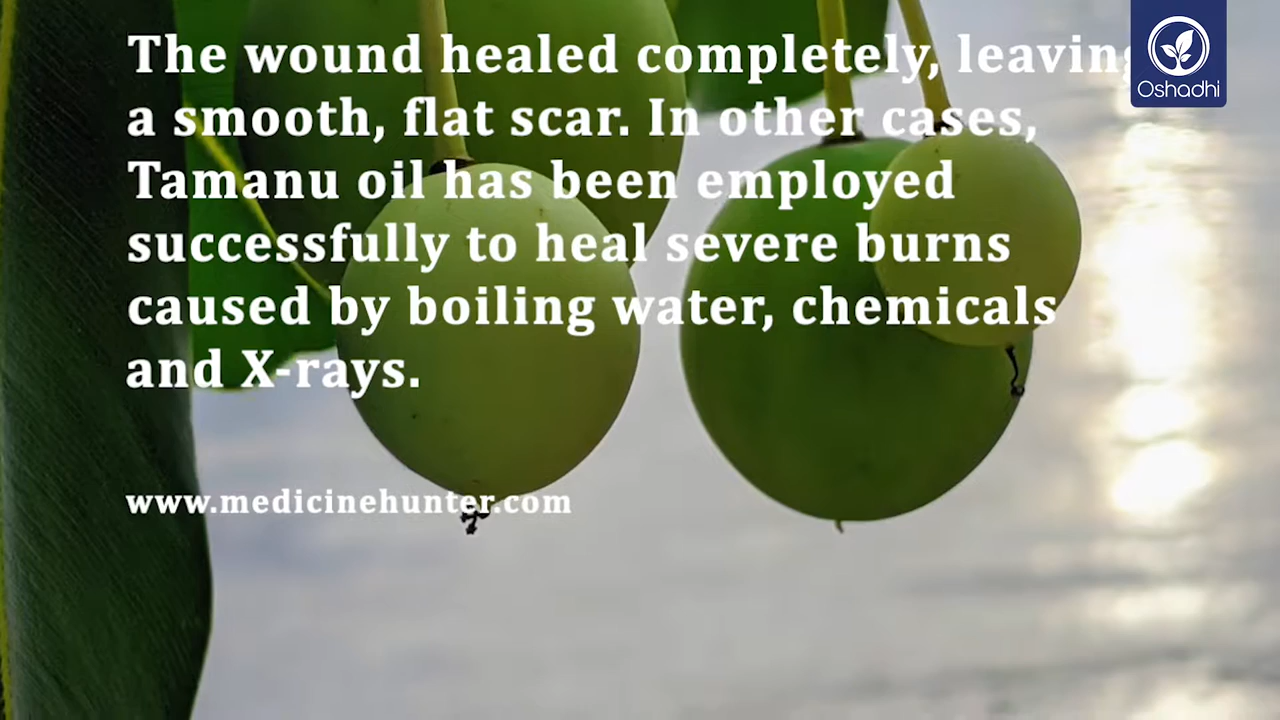 The wound healed completely, leaving
a smooth, flat scar. In other cases,
Tamanu oil has been employed
successfully to heal severe burns
caused by boiling water, chemicals
and X-rays.
www.medicinehunter.com
Oshadhi